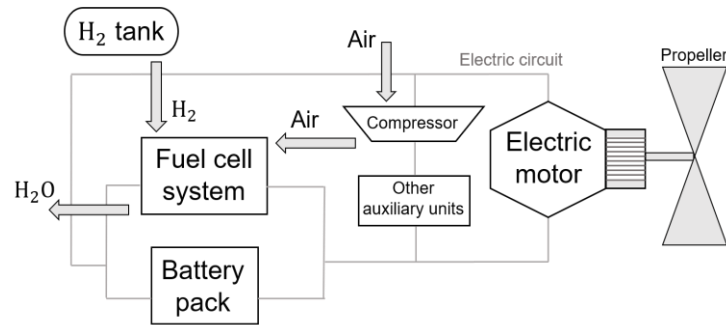 H₂ tank
Air
Electric circuit
Propeller
H₂
Air
Compressor
Fuel cell
system
Electric
motor
H₂O
Other
auxiliary units
Battery
pack